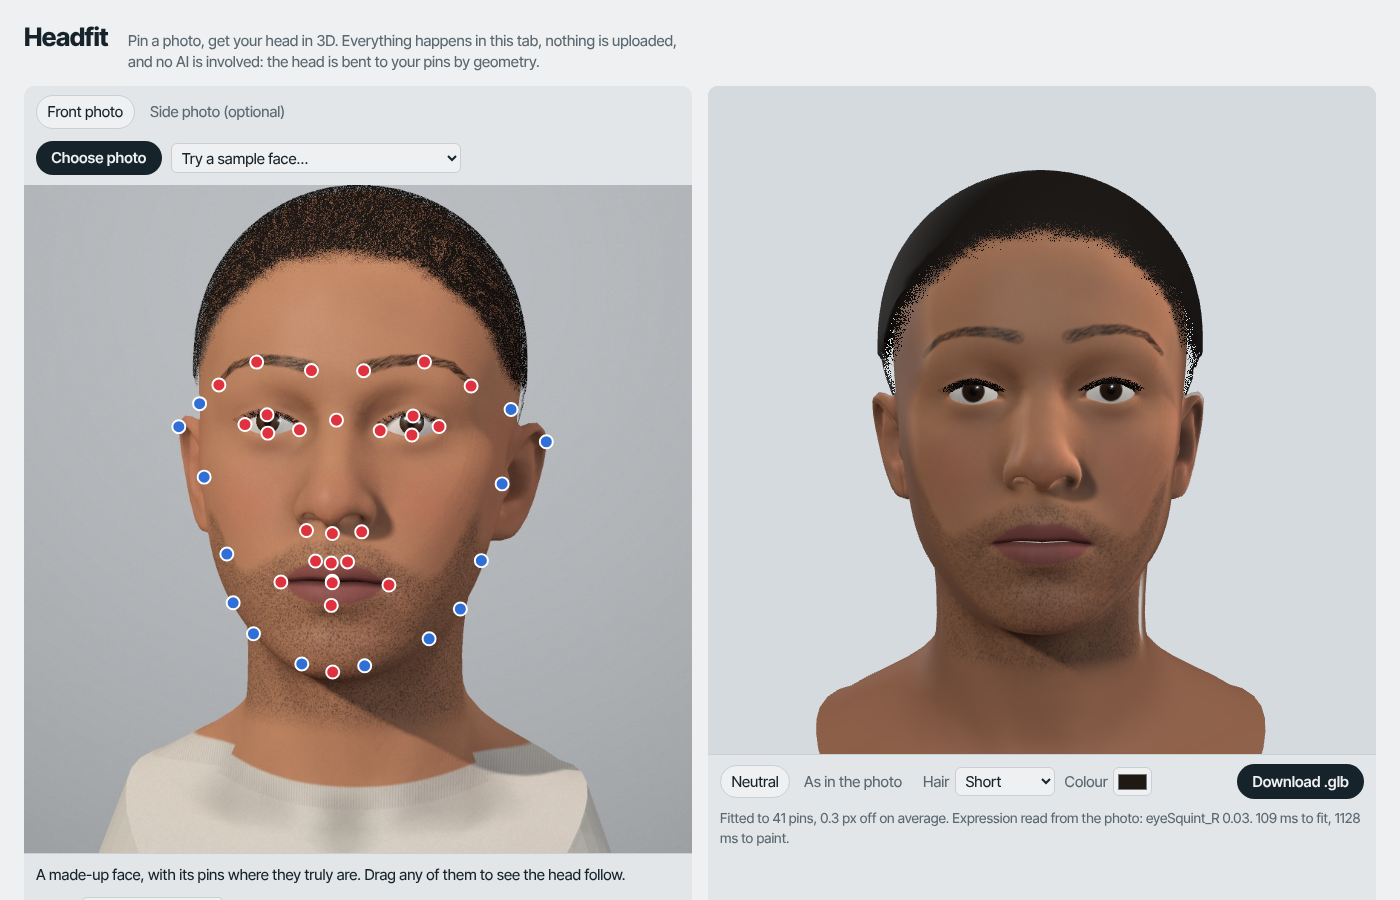 Headfit
Pin a photo, get your head in 3D. Everything happens in this tab, nothing is uploaded,
and no AI is involved: the head is bent to your pins by geometry.
Front photo
Side photo (optional)
Choose photo
Try a sample face...
A made-up face, with its pins where they truly are. Drag any of them to see the head follow.
Neutral
As in the photo
Hair
Short
Colour
Download .glb
Fitted to 41 pins, 0.3 px off on average. Expression read from the photo: eyeSquint_R 0.03. 109 ms to fit, 1128
ms to paint.